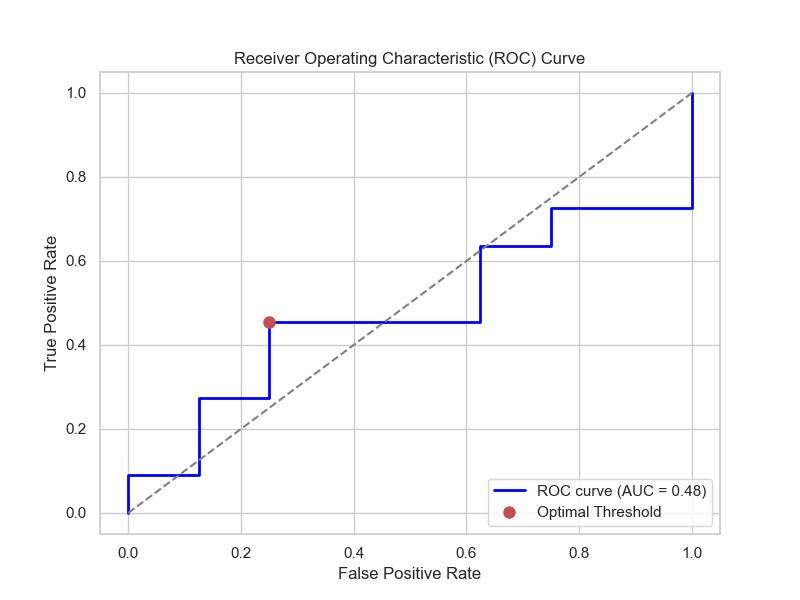 Receiver Operating Characteristic (ROC) Curve
1.0
0.8
0.6
0.4
0.2
0.0
True Positive Rate
ROC curve (AUC = 0.48)
Optimal Threshold
0.0 0.2 0.4 0.6 0.8 1.0
False Positive Rate